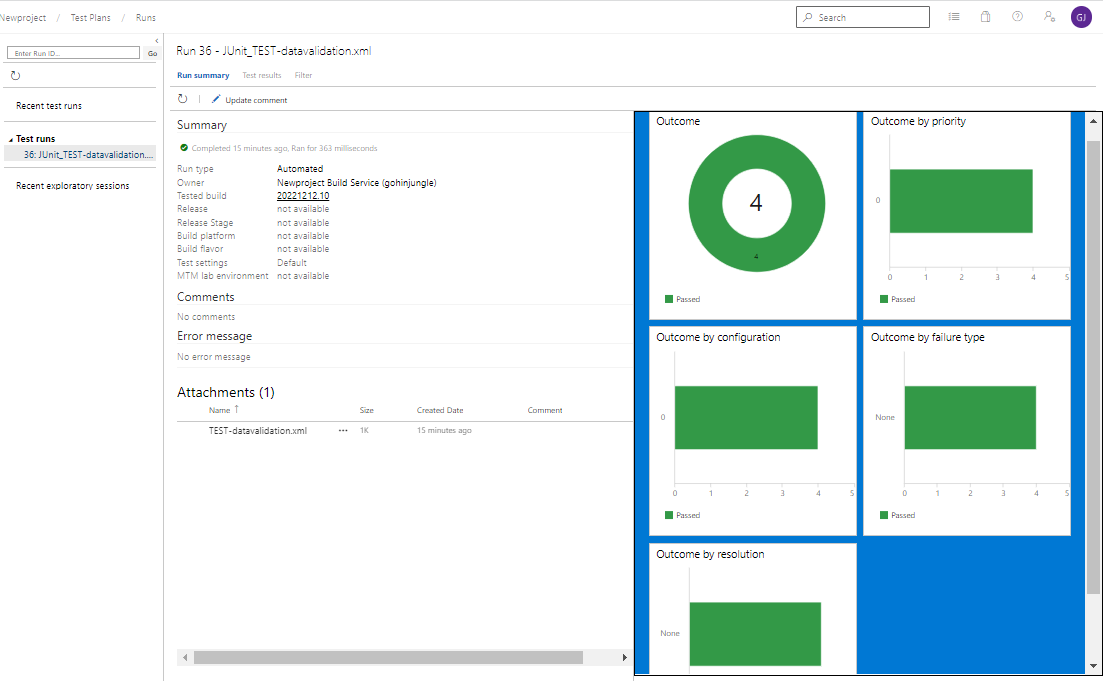 Newproject / Test Plans / Runs
Search
GJ
Enter Run ID... Go
Recent test runs
Test runs
36: JUnit_TEST-datavalidation....
Recent exploratory sessions
Run 36 - JUnit_TEST-datavalidation.xml
Run summary Test results Filter
Update comment
Summary
Completed 15 minutes ago, Ran for 363 milliseconds
Run type Automated
Owner Newproject Build Service (gohinjungle)
Tested build 20221212.10
Release not available
Release Stage not available
Build platform not available
Build flavor not available
Test settings Default
MTM lab environment not available
Comments
No comments
Error message
No error message
Attachments (1)
Name ↑ Size Created Date Comment
TEST-datavalidation.xml ... 1K 15 minutes ago
Outcome
4
4
Passed
Outcome by priority
0
0 1 2 3 4 5
Passed
Outcome by configuration
0
0 1 2 3 4 5
Passed
Outcome by failure type
None
0 1 2 3 4 5
Passed
Outcome by resolution
None